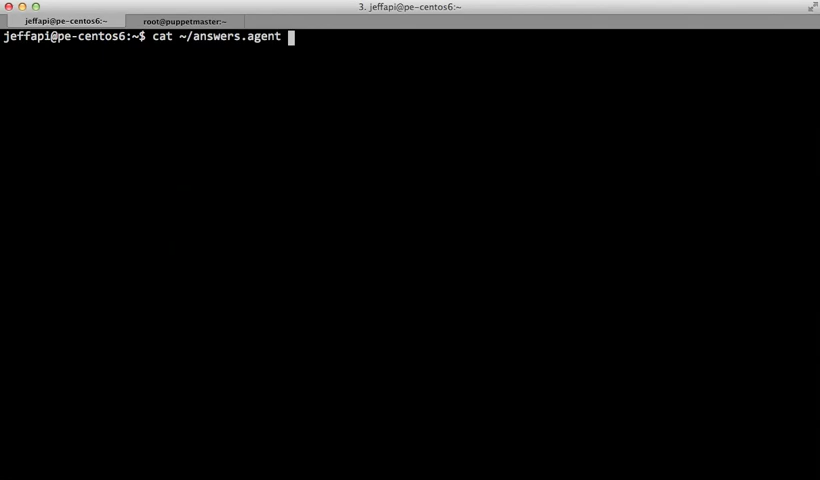 3. jeffapi@pe-centos6:~
jeffapi@pe-centos6:~ root@puppetmaster:~
jeffapi@pe-centos6:~$ cat ~/answers.agent